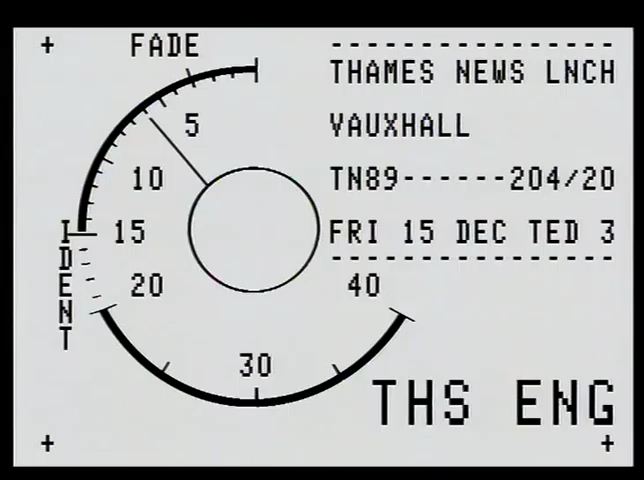 FADE
----------------
THAMES NEWS LNCH
VAUXHALL
TN89------204/20
FRI 15 DEC TED 3
----------------
5
10
15
20
30
40
IDENT
THS ENG